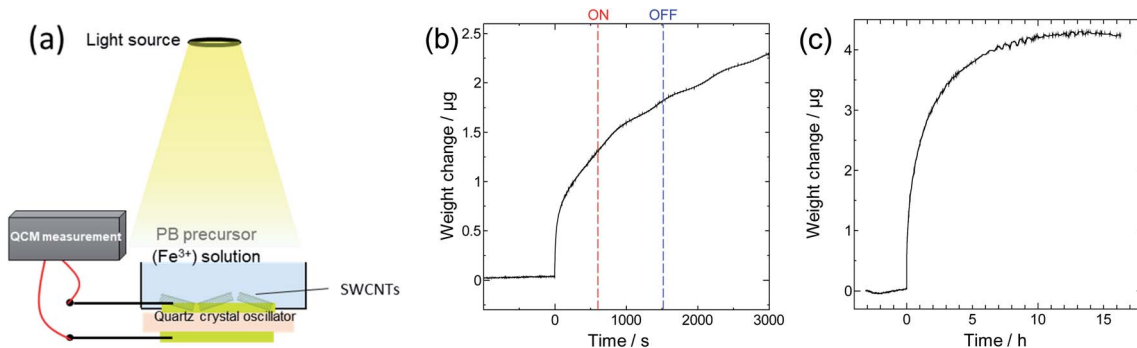 (a)
Light source
QCM measurement
PB precursor
(Fe³⁺) solution
SWCNTs
Quartz crystal oscillator
(b)
ON
OFF
Weight change / µg
2.5
2
1.5
1
0.5
0
0
1000
2000
3000
Time / s
(c)
Weight change / µg
4
3
2
1
0
0
5
10
15
Time / h